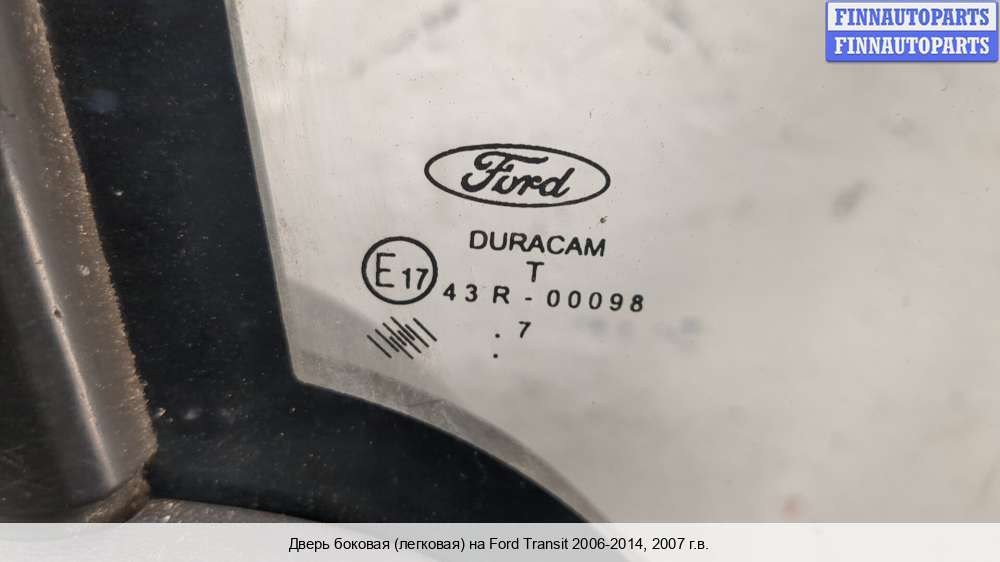 FINNAUTOPARTS
FINNAUTOPARTS
Ford
DURACAM
T
E17
43R-00098
. 7
.
Дверь боковая (легковая) на Ford Transit 2006-2014, 2007 г.в.